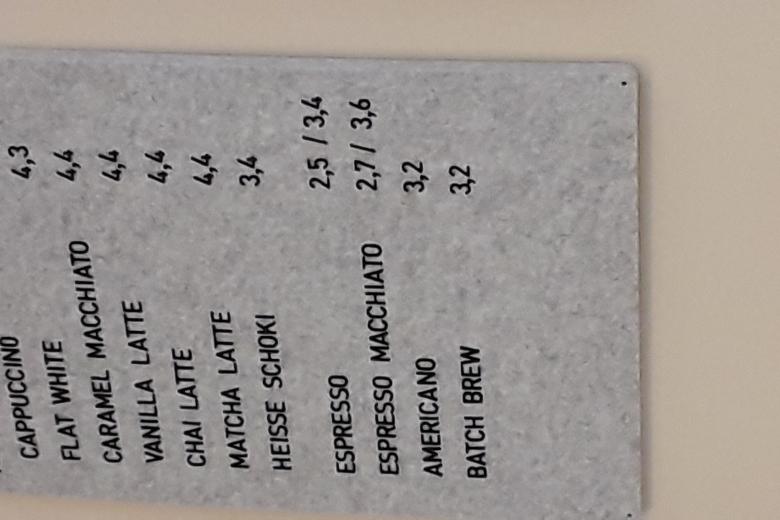 CAPPUCCINO
FLAT WHITE 4,3
CARAMEL MACCHIATO 4,4
VANILLA LATTE 4,4
CHAI LATTE 4,4
MATCHA LATTE 4,4
HEISSE SCHOKI 3,4
ESPRESSO 2,5 / 3,4
ESPRESSO MACCHIATO 2,7 / 3,6
AMERICANO 3,2
BATCH BREW 3,2